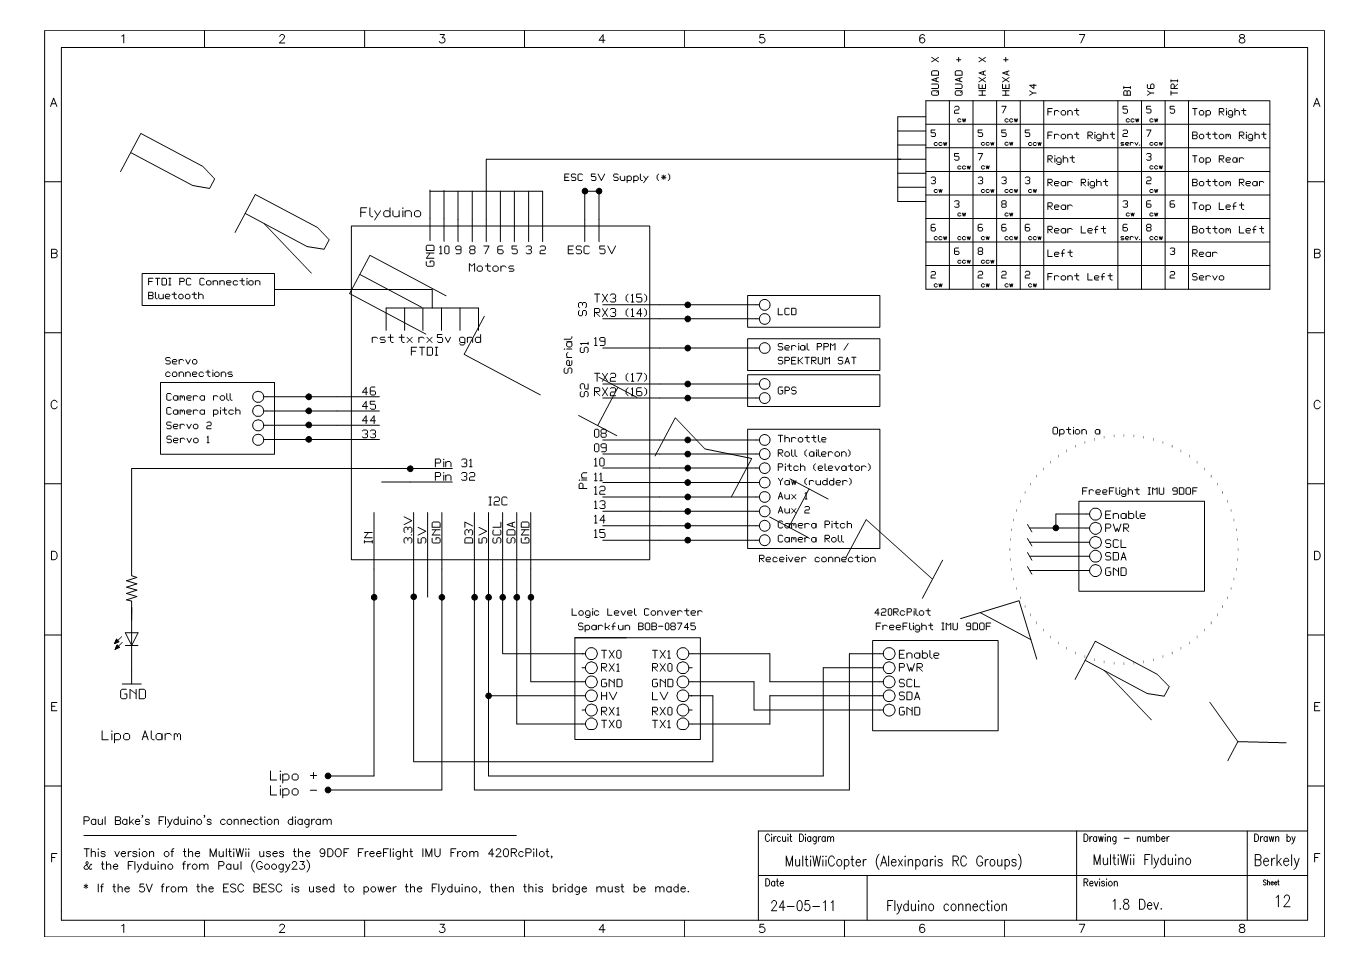 1 2 3 4 5 6 7 8
A
B
C
D
E
F
A
B
C
D
E
F
QUAD X QUAD + HEXA X HEXA + Y4 BI Y6 TRI
2 cw 7 ccw Front 5 ccw 5 cw 5 Top Right
5 ccw 5 ccw 5 cw 5 ccw Front Right 2 serv. 7 ccw Bottom Right
5 ccw 7 cw Right 3 ccw Top Rear
3 cw 3 ccw 3 ccw 3 cw Rear Right 2 cw Bottom Rear
3 cw 8 cw Rear 3 cw 6 cw 6 Top Left
6 ccw 6 cw 6 ccw 6 ccw Rear Left 6 serv. 8 ccw Bottom Left
6 ccw 8 ccw Left 3 Rear
2 cw 2 cw 2 cw 2 cw Front Left 2 Servo
ESC 5V Supply (*)
Flyduino
GND 10 9 8 7 6 5 3 2
Motors
ESC 5V
FTDI PC Connection
Bluetooth
rst tx rx 5v gnd
FTDI
Serial
S3
TX3 (15)
RX3 (14)
LCD
S1 19
Serial PPM /
SPEKTRUM SAT
S2
TX2 (17)
RX2 (16)
GPS
Servo
connections
Camera roll 46
Camera pitch 45
Servo 2 44
Servo 1 33
Pin 31
Pin 32
Pin
08 Throttle
09 Roll (aileron)
10 Pitch (elevator)
11 Yaw (rudder)
12 Aux 1
13 Aux 2
14 Camera Pitch
15 Camera Roll
Receiver connection
I2C
IN 3.3V 5V GND D37 5V SCL SDA GND
Option a
FreeFlight IMU 9DOF
Enable
PWR
SCL
SDA
GND
Logic Level Converter
Sparkfun BOB-08745
TX0 TX1
RX1 RX0
GND GND
HV LV
RX1 RX0
TX0 TX1
420RcPilot
FreeFlight IMU 9DOF
Enable
PWR
SCL
SDA
GND
GND
Lipo Alarm
Lipo +
Lipo -
Paul Bake's Flyduino's connection diagram
This version of the MultiWii uses the 9DOF FreeFlight IMU From 420RcPilot,
& the Flyduino from Paul (Googy23)
* If the 5V from the ESC BESC is used to power the Flyduino, then this bridge must be made.
Circuit Diagram
MultiWiiCopter (Alexinparis RC Groups)
Drawing - number
MultiWii Flyduino
Drawn by
Berkely
Date
24-05-11
Flyduino connection
Revision
1.8 Dev.
Sheet
12
1 2 3 4 5 6 7 8